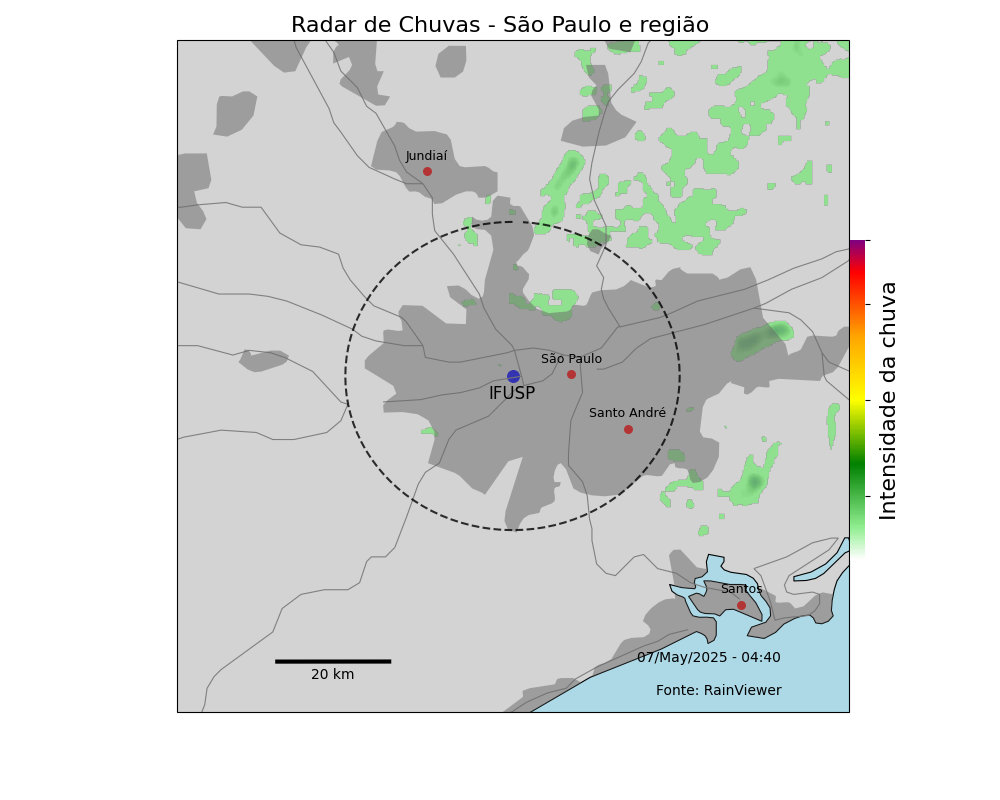 Radar de Chuvas - São Paulo e região
Jundiaí
São Paulo
IFUSP
Santo André
Intensidade da chuva
Santos
07/May/2025 - 04:40
20 km
Fonte: RainViewer